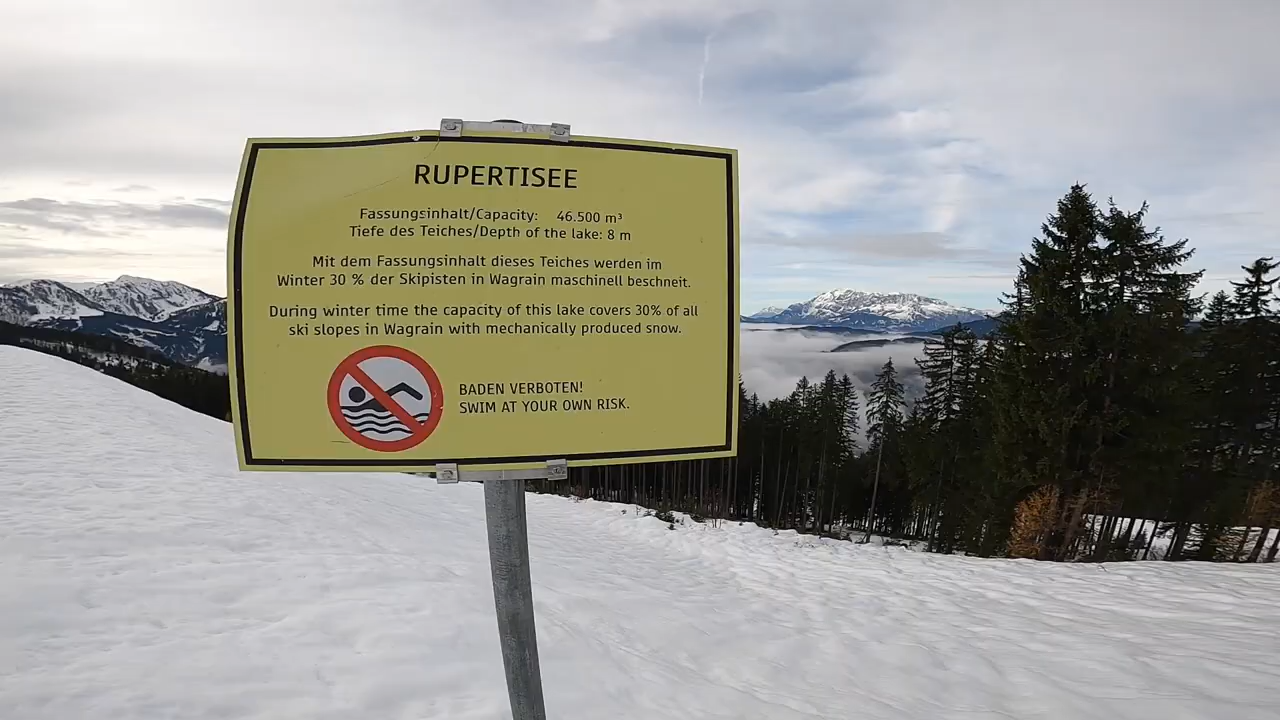 RUPERTISEE
Fassungsinhalt/Capacity: 46.500 m³
Tiefe des Teiches/Depth of the lake: 8 m
Mit dem Fassungsinhalt dieses Teiches werden im
Winter 30 % der Skipisten in Wagrain maschinell beschneit.
During winter time the capacity of this lake covers 30% of all
ski slopes in Wagrain with mechanically produced snow.
BADEN VERBOTEN!
SWIM AT YOUR OWN RISK.